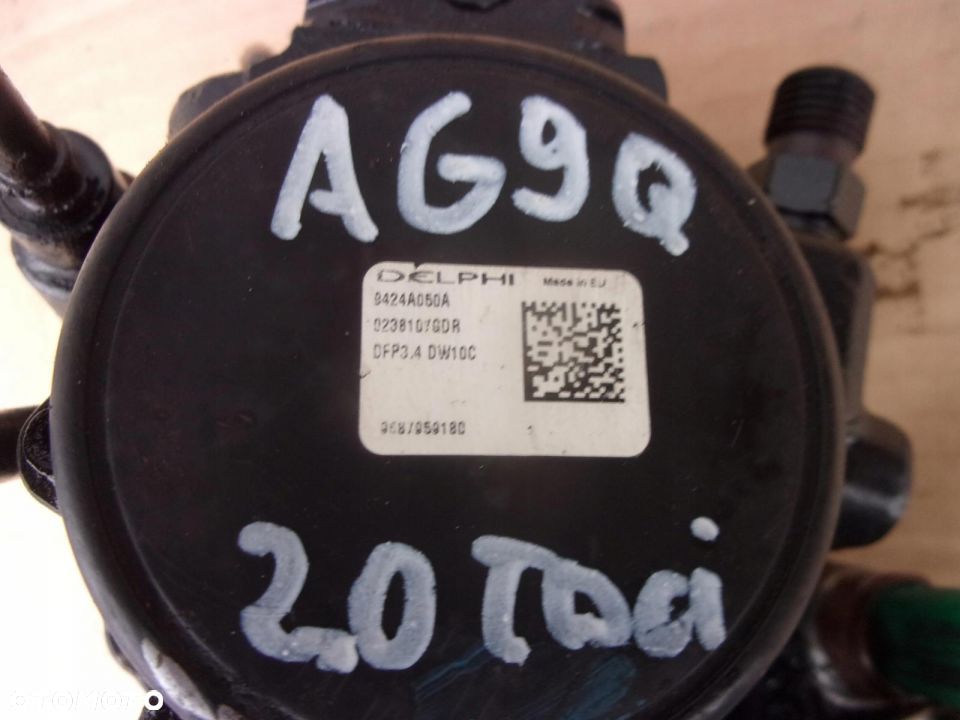 AG9Q
DELPHI Made in EU
9424A050A
0238107GDR
DFP3.4 DW10C
9687959180
2.0 TDCi